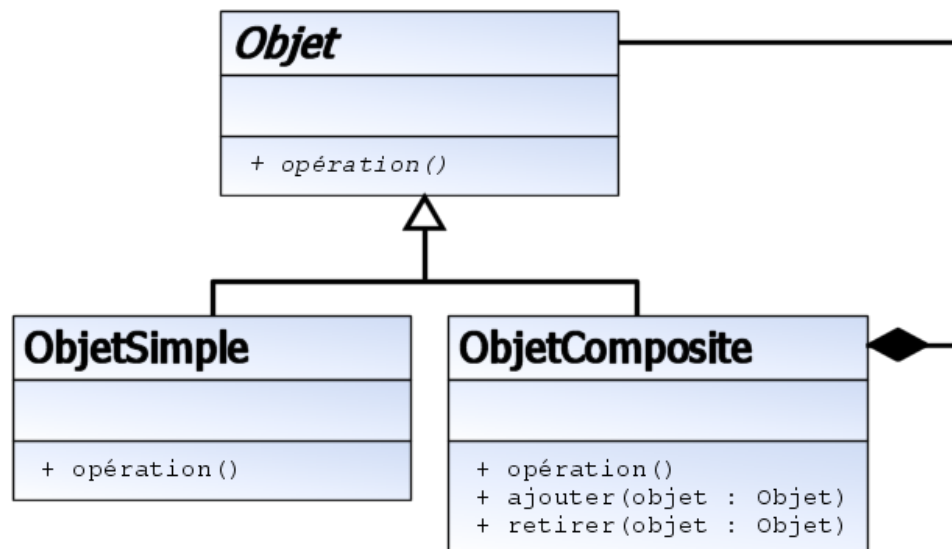 Objet
+ opération()
ObjetSimple
+ opération()
ObjetComposite
+ opération()
+ ajouter(objet : Objet)
+ retirer(objet : Objet)